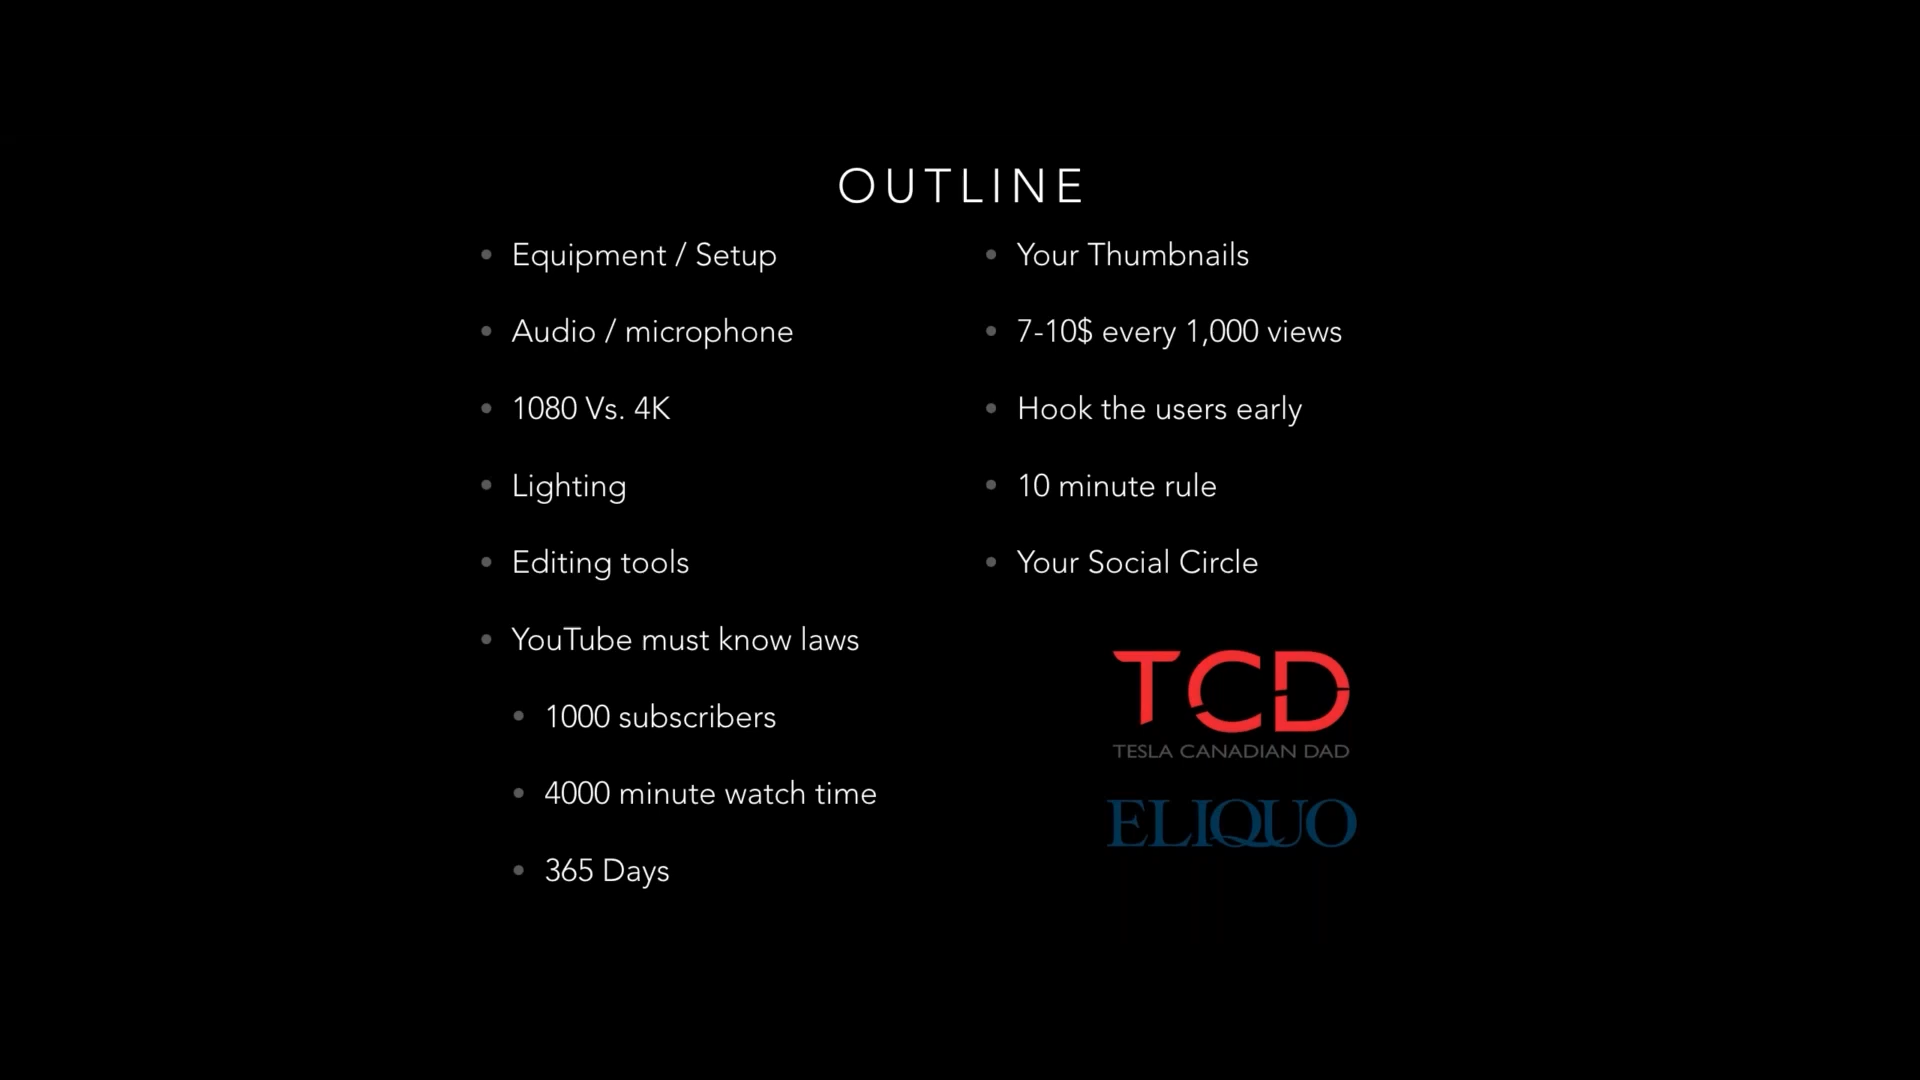 OUTLINE
Equipment / Setup
Audio / microphone
1080 Vs. 4K
Lighting
Editing tools
YouTube must know laws
1000 subscribers
4000 minute watch time
365 Days
Your Thumbnails
7-10$ every 1,000 views
Hook the users early
10 minute rule
Your Social Circle
TCD
TESLA CANADIAN DAD
ELIQUO